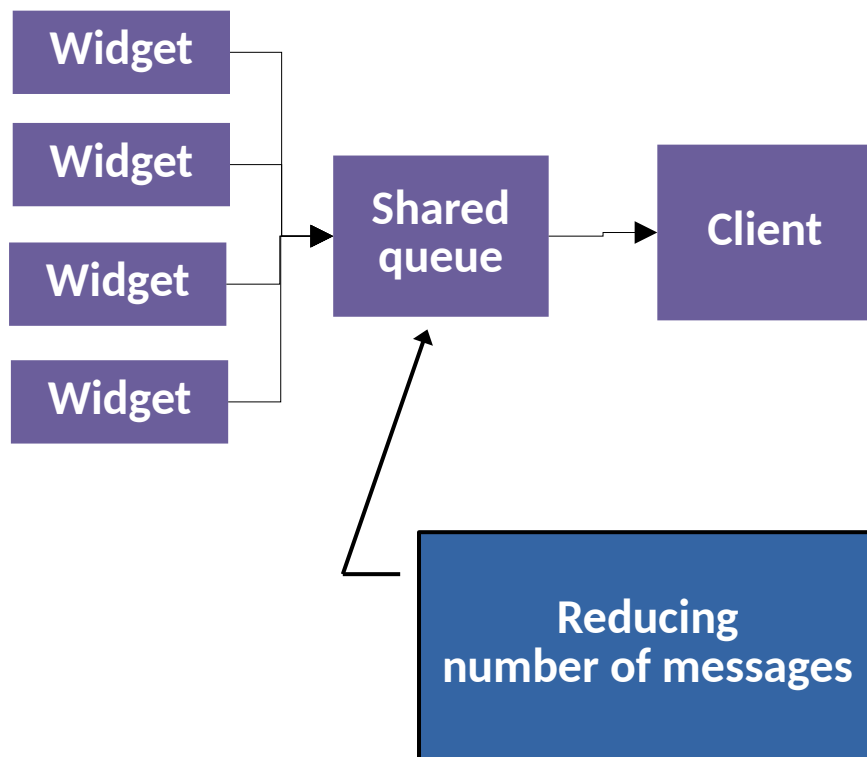 Widget
Widget
Widget
Widget
Shared
queue
Client
Reducing
number of messages